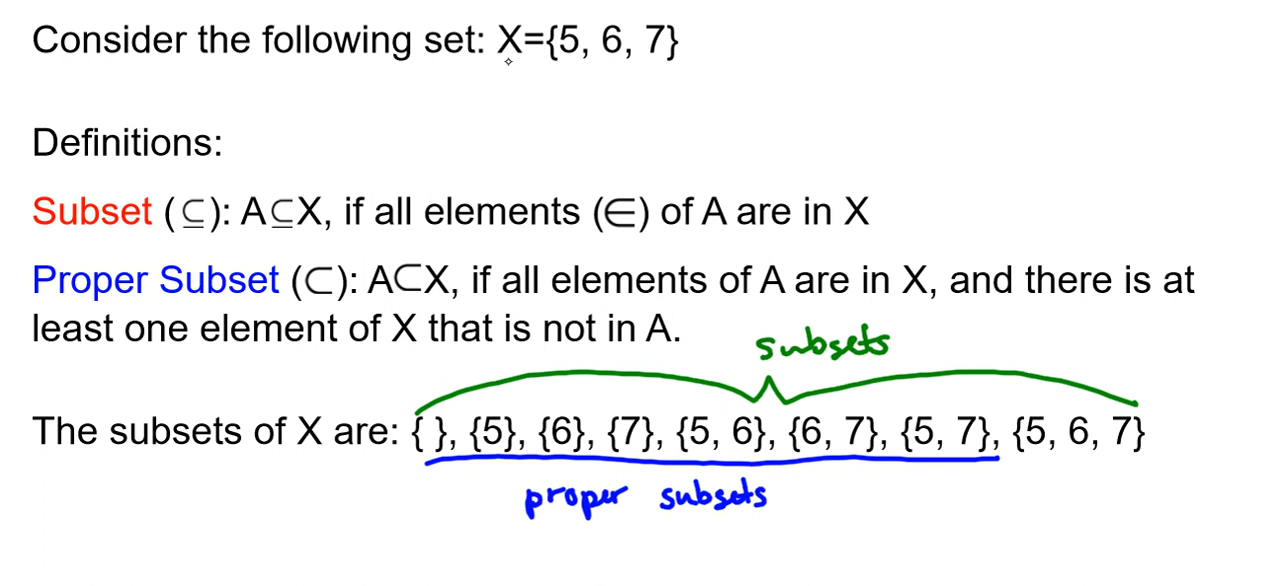 Consider the following set: X={5, 6, 7}
Definitions:
Subset (⊆): A⊆X, if all elements (∈) of A are in X
Proper Subset (⊂): A⊂X, if all elements of A are in X, and there is at
least one element of X that is not in A.
subsets
The subsets of X are: { }, {5}, {6}, {7}, {5, 6}, {6, 7}, {5, 7}, {5, 6, 7}
proper subsets